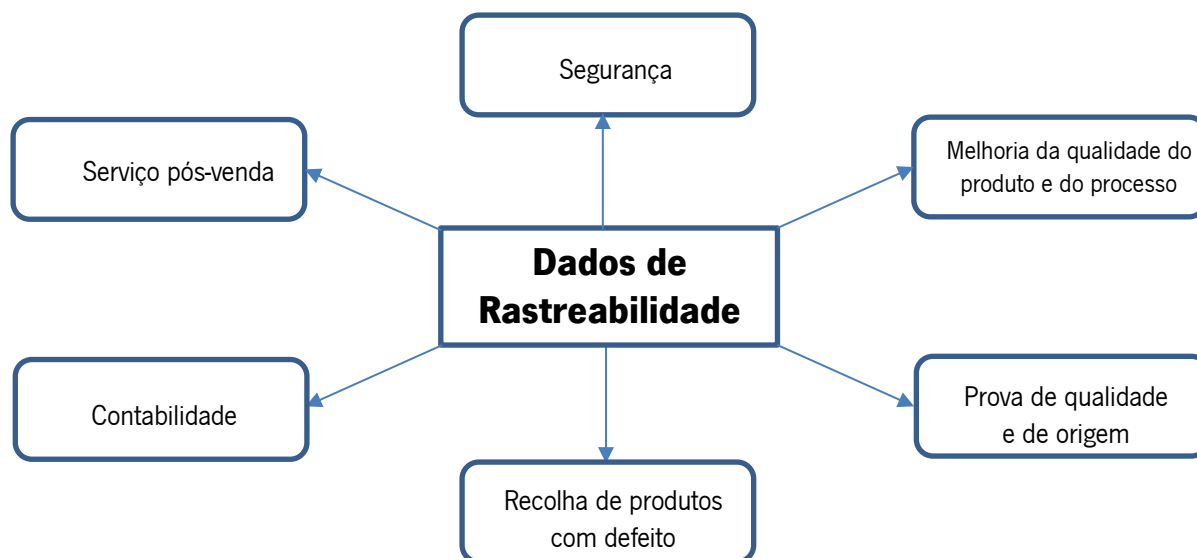 Segurança
Serviço pós-venda
Melhoria da qualidade do
produto e do processo
Dados de
Rastreabilidade
Contabilidade
Prova de qualidade
e de origem
Recolha de produtos
com defeito